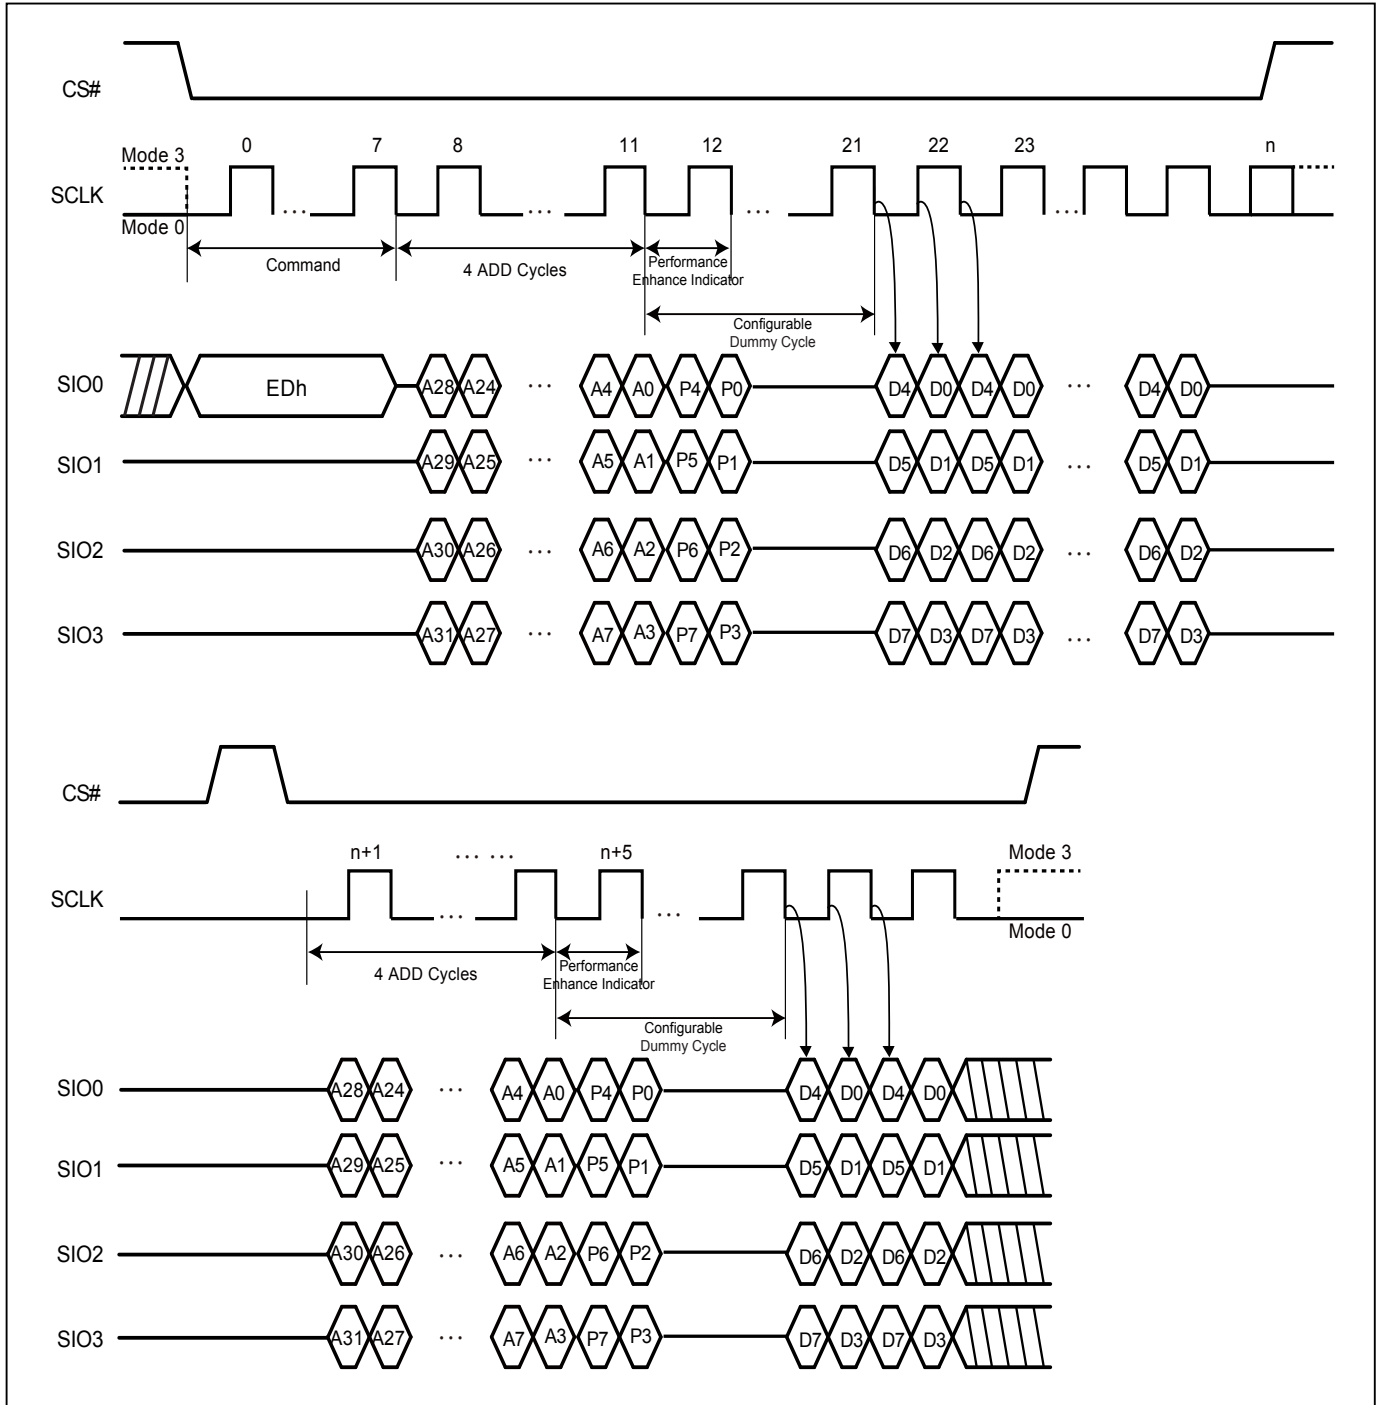 CS#
0 7 8 11 12 21 22 23 n
Mode 3
SCLK
... ... ... ...
Mode 0
Command
4 ADD Cycles
Performance
Enhance Indicator
Configurable
Dummy Cycle
SIO0 EDh A28 A24 ... A4 A0 P4 P0 D4 D0 D4 D0 ... D4 D0
SIO1 A29 A25 ... A5 A1 P5 P1 D5 D1 D5 D1 ... D5 D1
SIO2 A30 A26 ... A6 A2 P6 P2 D6 D2 D6 D2 ... D6 D2
SIO3 A31 A27 ... A7 A3 P7 P3 D7 D3 D7 D3 ... D7 D3
CS#
n+1 ... ... n+5 Mode 3
SCLK
... ...
Mode 0
4 ADD Cycles
Performance
Enhance Indicator
Configurable
Dummy Cycle
SIO0 A28 A24 ... A4 A0 P4 P0 D4 D0 D4 D0
SIO1 A29 A25 ... A5 A1 P5 P1 D5 D1 D5 D1
SIO2 A30 A26 ... A6 A2 P6 P2 D6 D2 D6 D2
SIO3 A31 A27 ... A7 A3 P7 P3 D7 D3 D7 D3